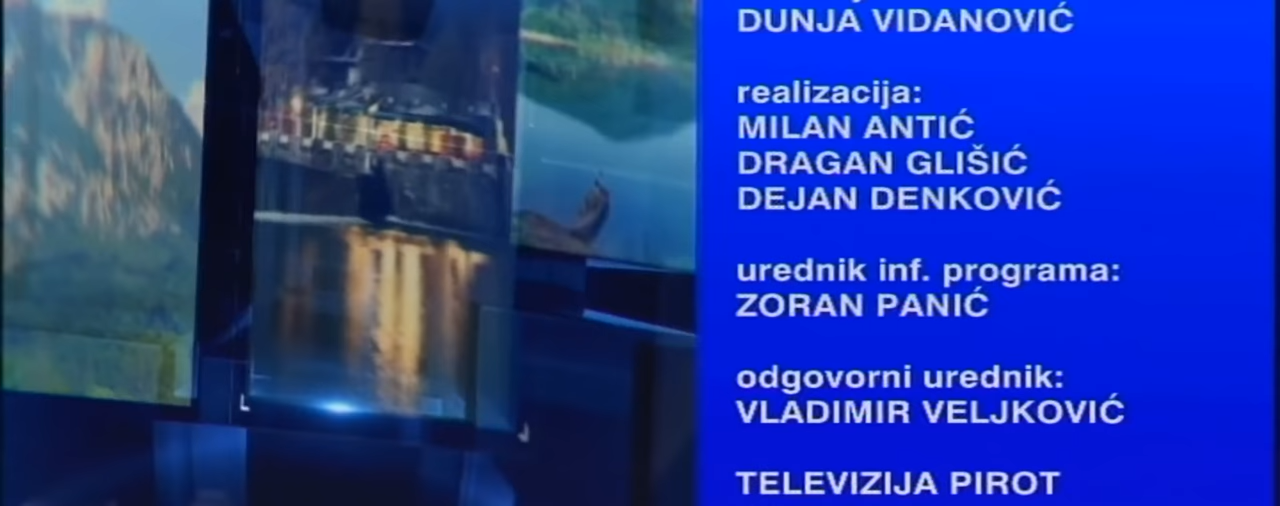 DUNJA VIDANOVIĆ
realizacija:
MILAN ANTIĆ
DRAGAN GLIŠIĆ
DEJAN DENKOVIĆ
urednik inf. programa:
ZORAN PANIĆ
odgovorni urednik:
VLADIMIR VELJKOVIĆ
TELEVIZIJA PIROT